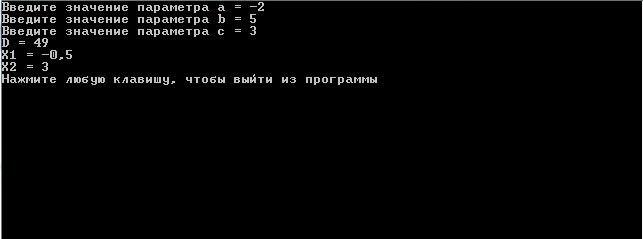 Введите значение параметра a = -2
Введите значение параметра b = 5
Введите значение параметра c = 3
D = 49
X1 = -0,5
X2 = 3
Нажмите любую клавишу, чтобы выйти из программы